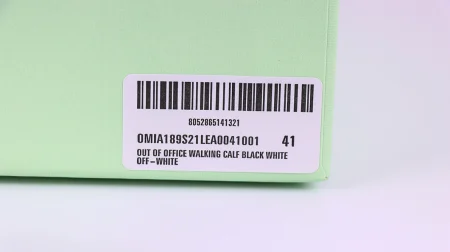 8052865141321
OMIA189S21LEA0041001 41
OUT OF OFFICE WALKING CALF BLACK WHITE
OFF-WHITE